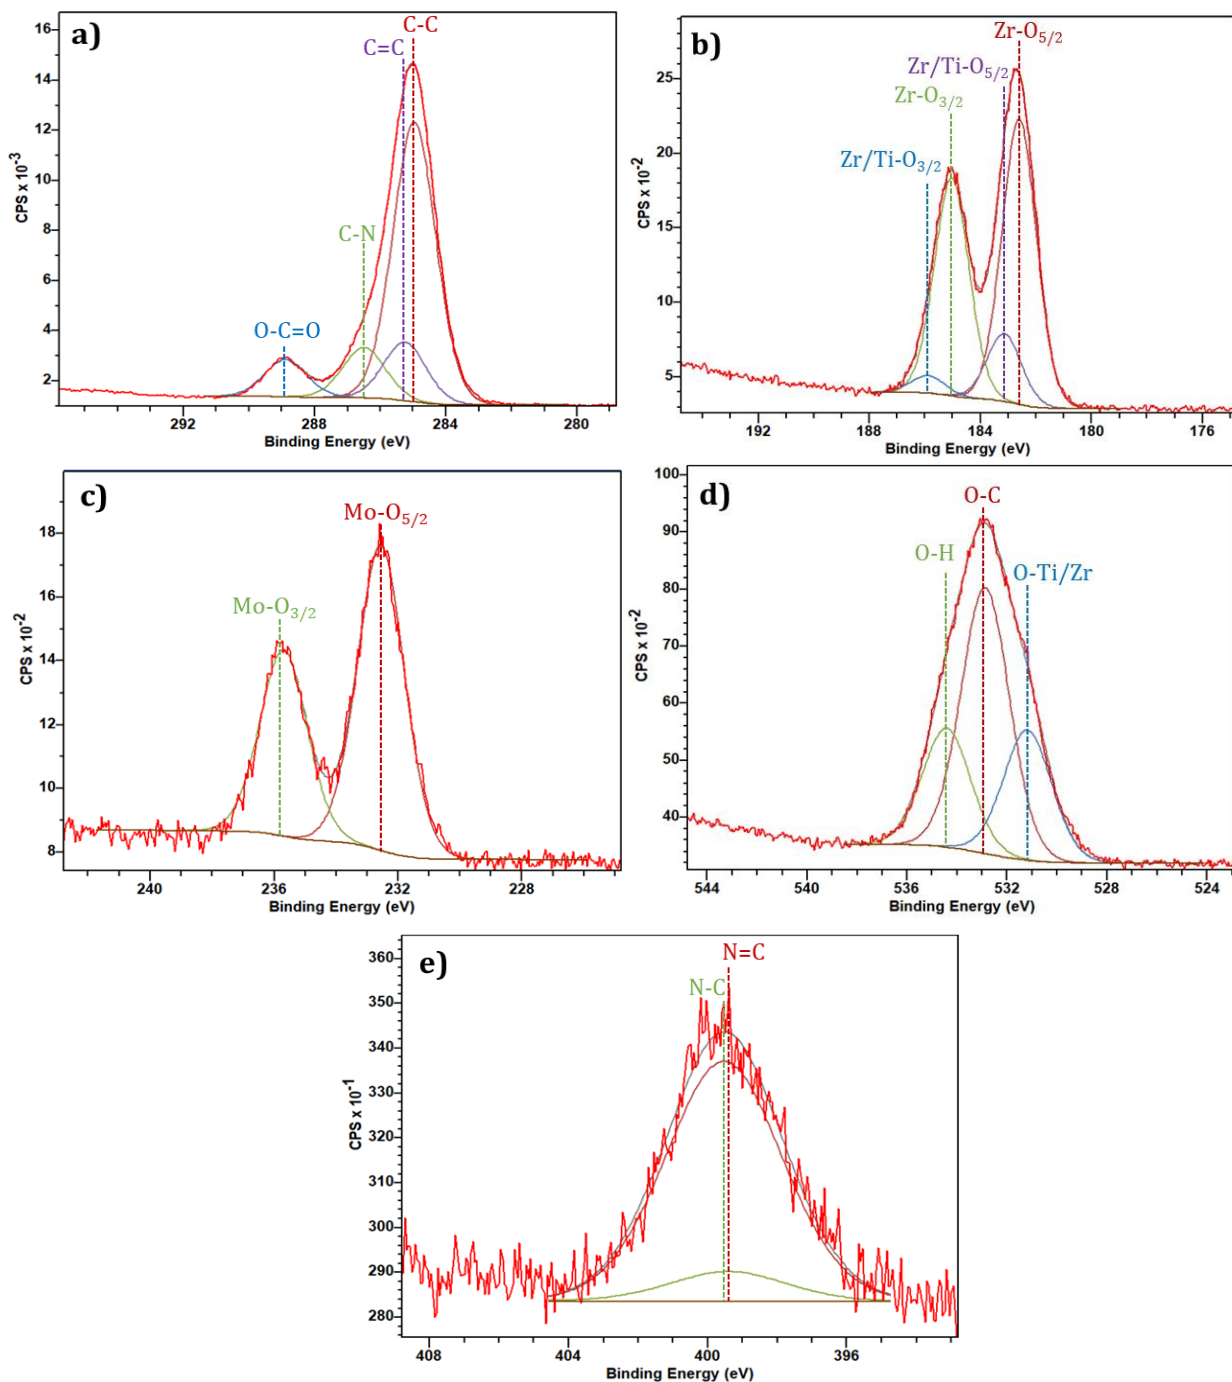 a)
C-C
C=C
C-N
O-C=O
16
14
12
10
8
6
4
2
CPS x 10⁻³
292 288 284 280
Binding Energy (eV)
b)
Zr-O5/2
Zr/Ti-O5/2
Zr-O3/2
Zr/Ti-O3/2
25
20
15
10
5
CPS x 10⁻²
192 188 184 180 176
Binding Energy (eV)
c)
Mo-O5/2
Mo-O3/2
18
16
14
12
10
8
CPS x 10⁻²
240 236 232 228
Binding Energy (eV)
d)
O-C
O-H
O-Ti/Zr
100
90
80
70
60
50
40
CPS x 10⁻²
544 540 536 532 528 524
Binding Energy (eV)
e)
N=C
N-C
360
350
340
330
320
310
300
290
280
CPS x 10⁻¹
408 404 400 396
Binding Energy (eV)